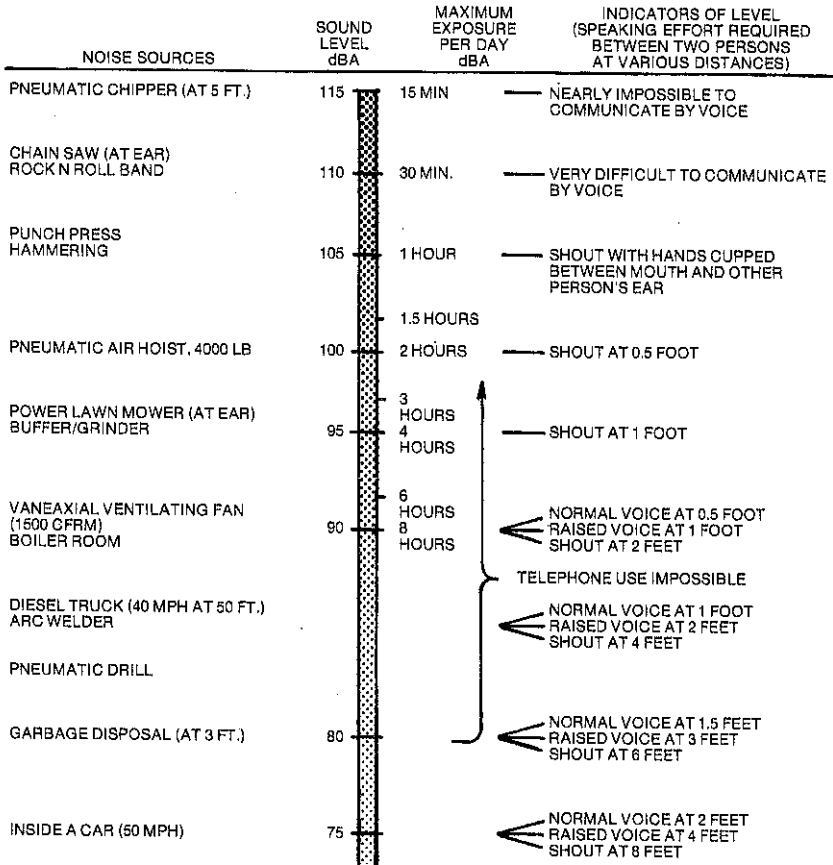 NOISE SOURCES
SOUND
LEVEL
dBA
MAXIMUM
EXPOSURE
PER DAY
dBA
INDICATORS OF LEVEL
(SPEAKING EFFORT REQUIRED
BETWEEN TWO PERSONS
AT VARIOUS DISTANCES)
PNEUMATIC CHIPPER (AT 5 FT.)
115
15 MIN
NEARLY IMPOSSIBLE TO
COMMUNICATE BY VOICE
CHAIN SAW (AT EAR)
ROCK N ROLL BAND
110
30 MIN.
VERY DIFFICULT TO COMMUNICATE
BY VOICE
PUNCH PRESS
HAMMERING
105
1 HOUR
SHOUT WITH HANDS CUPPED
BETWEEN MOUTH AND OTHER
PERSON'S EAR
1.5 HOURS
PNEUMATIC AIR HOIST, 4000 LB
100
2 HOURS
SHOUT AT 0.5 FOOT
3
HOURS
POWER LAWN MOWER (AT EAR)
BUFFER/GRINDER
95
4
HOURS
SHOUT AT 1 FOOT
6
HOURS
VANEAXIAL VENTILATING FAN
(1500 CFRM)
BOILER ROOM
90
8
HOURS
NORMAL VOICE AT 0.5 FOOT
RAISED VOICE AT 1 FOOT
SHOUT AT 2 FEET
TELEPHONE USE IMPOSSIBLE
DIESEL TRUCK (40 MPH AT 50 FT.)
ARC WELDER
NORMAL VOICE AT 1 FOOT
RAISED VOICE AT 2 FEET
SHOUT AT 4 FEET
PNEUMATIC DRILL
GARBAGE DISPOSAL (AT 3 FT.)
80
NORMAL VOICE AT 1.5 FEET
RAISED VOICE AT 3 FEET
SHOUT AT 6 FEET
INSIDE A CAR (50 MPH)
75
NORMAL VOICE AT 2 FEET
RAISED VOICE AT 4 FEET
SHOUT AT 8 FEET